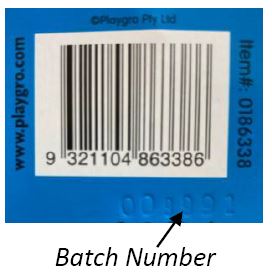 ©Playgro Pty Ltd
www.playgro.com
Item#: 0186338
9 321104 863386
Batch Number